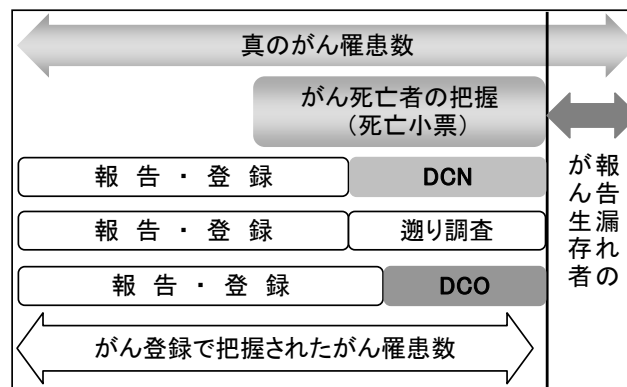 真のがん罹患数
がん死亡者の把握
（死亡小票）
報告・登録
DCN
報告・登録
遡り調査
報告・登録
DCO
がん登録で把握されたがん罹患数
報告漏れの
がん生存者